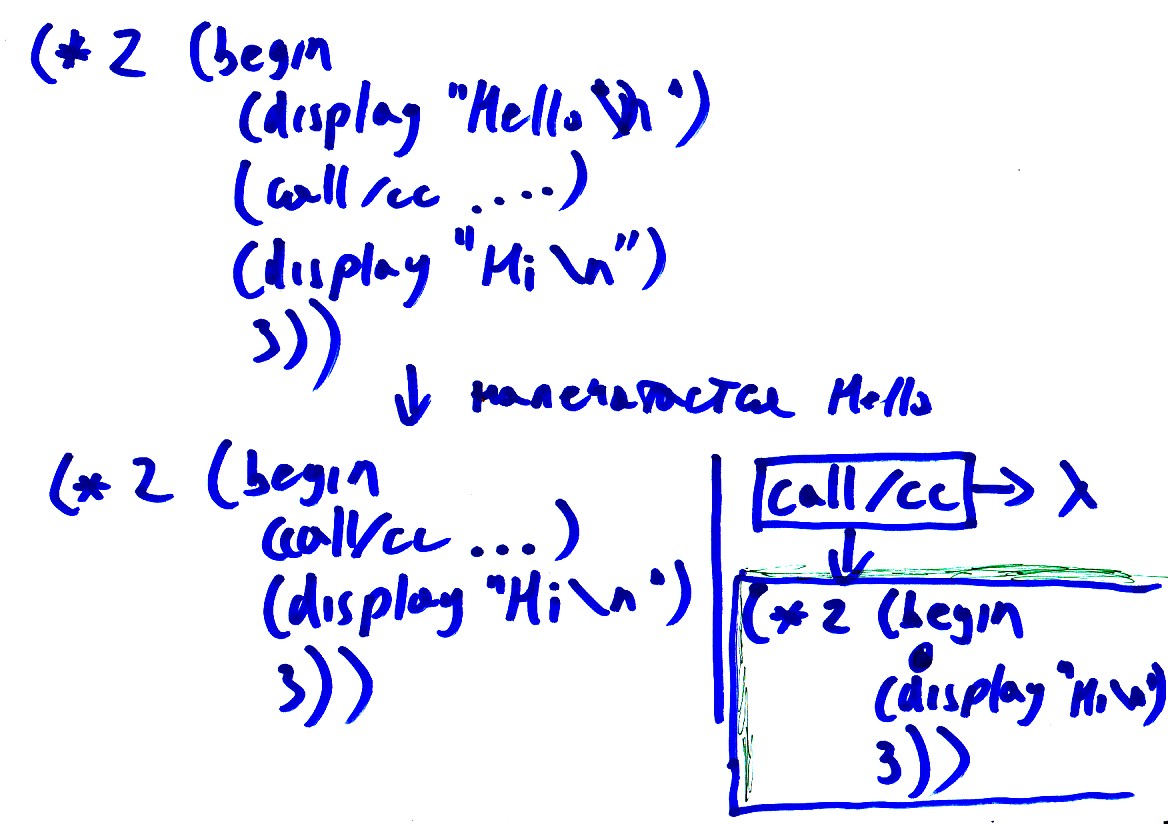 (* 2 (begin
(display "Hello \n")
(call/cc ....)
(display "Hi \n")
3))
↓ напечатается Hello
(* 2 (begin
(call/cc ...)
(display "Hi \n")
3))
call/cc → λ
(* 2 (begin
•
(display "Hi \n")
3))